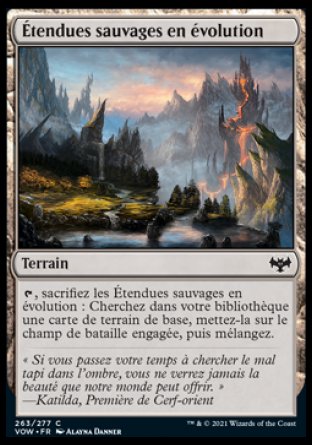 Étendues sauvages en évolution
Terrain
, sacrifiez les Étendues sauvages en
évolution : Cherchez dans votre bibliothèque
une carte de terrain de base, mettez-la sur le
champ de bataille engagée, puis mélangez.
« Si vous passez votre temps à chercher le mal
tapi dans l'ombre, vous ne verrez jamais la
beauté que notre monde peut offrir. »
—Katilda, Première de Cerf-orient
263/277 C
VOW • FR ALAYNA DANNER
™ & © 2021 Wizards of the Coast